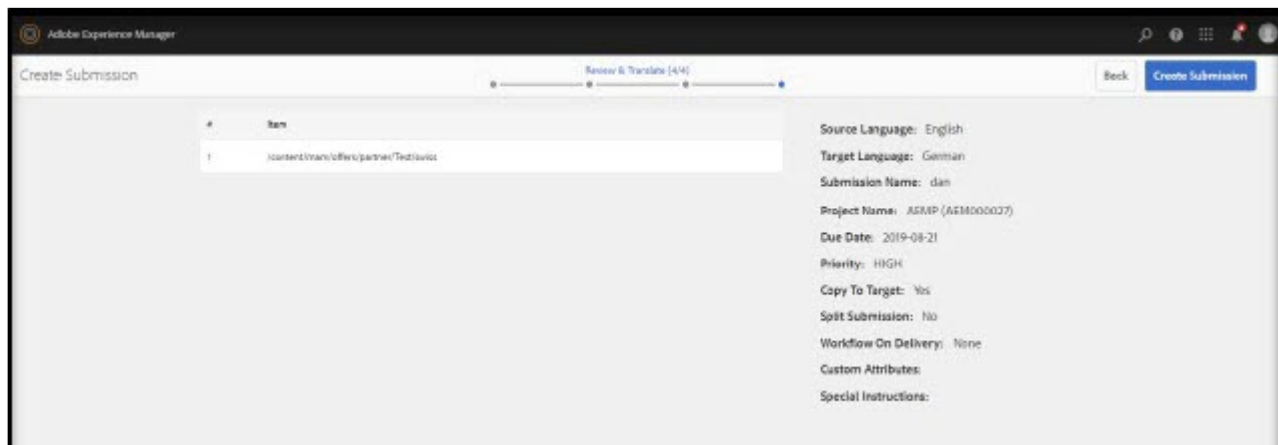 Adobe Experience Manager
Create Submission
Review & Translate (4/4)
Back
Create Submission
# Item
1 /content/mam/offers/partner/Test/swiss
Source Language: English
Target Language: German
Submission Name: dan
Project Name: AEMP (AEM000027)
Due Date: 2019-08-21
Priority: HIGH
Copy To Target: Yes
Split Submission: No
Workflow On Delivery: None
Custom Attributes:
Special Instructions: